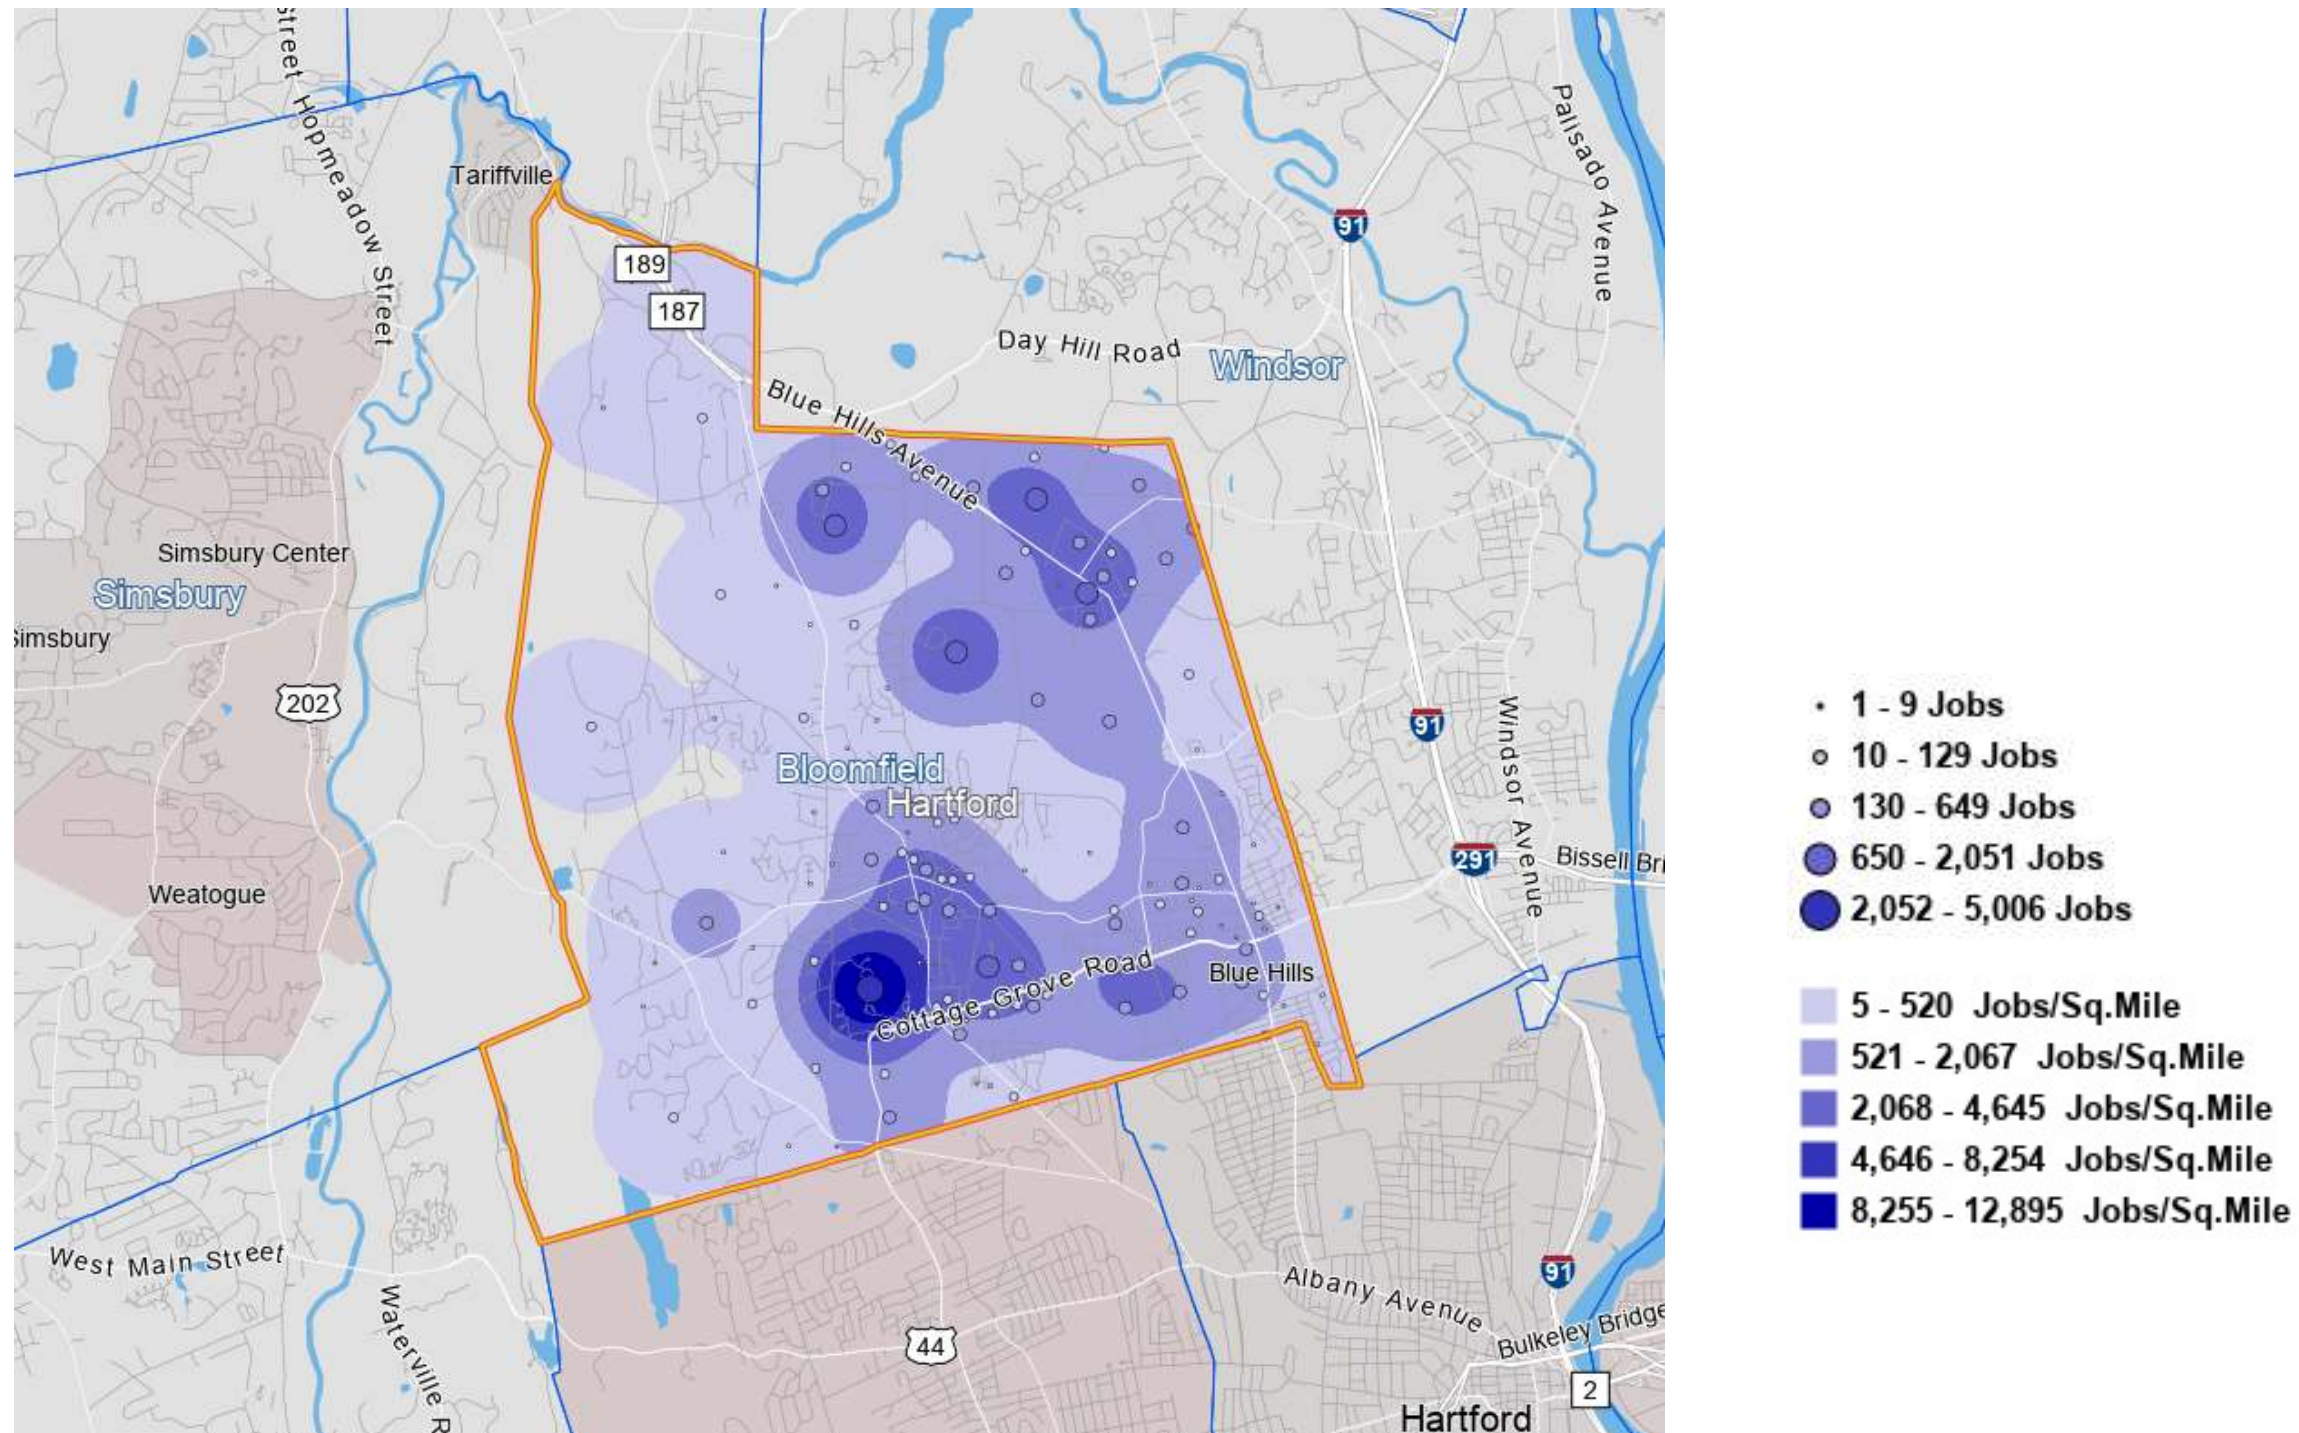 Street
Hopmeadow Street
Tariffville
189
187
91
Palisado Avenue
Day Hill Road
Windsor
Blue Hills Avenue
Simsbury Center
Simsbury
Simsbury
202
91
Windsor Avenue
Bloomfield
Hartford
291
Bissell Bri
Weatogue
Cottage Grove Road
Blue Hills
West Main Street
Waterville R
44
Albany Avenue
91
Bulkeley Bridge
2
Hartford
1 - 9 Jobs
10 - 129 Jobs
130 - 649 Jobs
650 - 2,051 Jobs
2,052 - 5,006 Jobs
5 - 520 Jobs/Sq.Mile
521 - 2,067 Jobs/Sq.Mile
2,068 - 4,645 Jobs/Sq.Mile
4,646 - 8,254 Jobs/Sq.Mile
8,255 - 12,895 Jobs/Sq.Mile